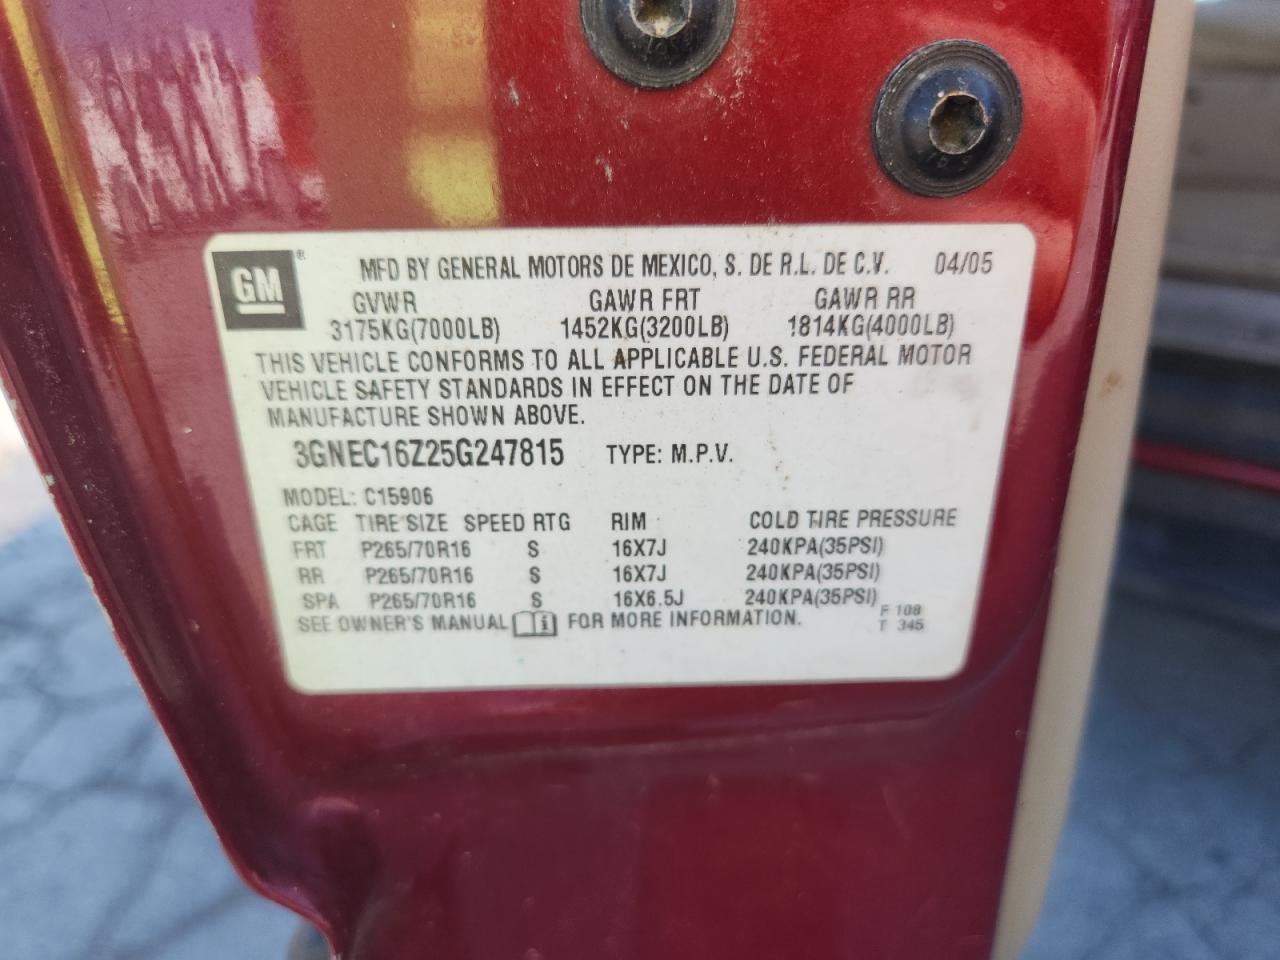 GM ®
MFD BY GENERAL MOTORS DE MEXICO, S. DE R.L. DE C.V. 04/05
GVWR GAWR FRT GAWR RR
3175KG(7000LB) 1452KG(3200LB) 1814KG(4000LB)
THIS VEHICLE CONFORMS TO ALL APPLICABLE U.S. FEDERAL MOTOR
VEHICLE SAFETY STANDARDS IN EFFECT ON THE DATE OF
MANUFACTURE SHOWN ABOVE.
3GNEC16Z25G247815 TYPE: M.P.V.
MODEL: C15906
CAGE TIRE SIZE SPEED RTG RIM COLD TIRE PRESSURE
FRT P265/70R16 S 16X7J 240KPA(35PSI)
RR P265/70R16 S 16X7J 240KPA(35PSI)
SPA P265/70R16 S 16X6.5J 240KPA(35PSI)
SEE OWNER'S MANUAL i FOR MORE INFORMATION.
F 108
T 345